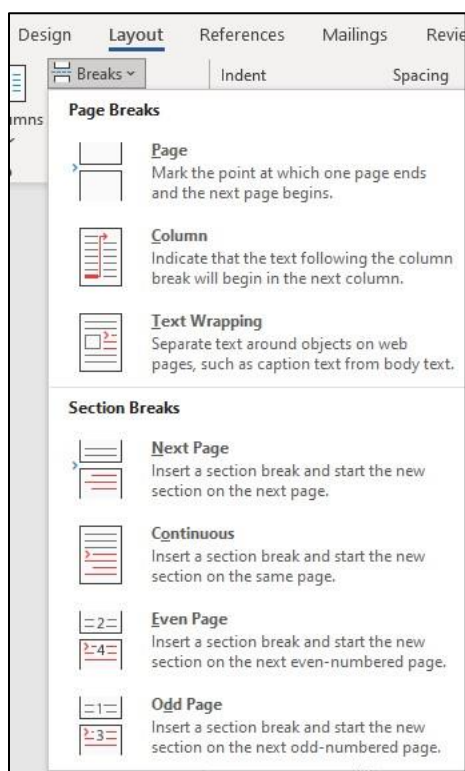 Design Layout References Mailings Revie
Breaks Indent Spacing
umns
Page Breaks
Page
Mark the point at which one page ends
and the next page begins.
Column
Indicate that the text following the column
break will begin in the next column.
Text Wrapping
Separate text around objects on web
pages, such as caption text from body text.
Section Breaks
Next Page
Insert a section break and start the new
section on the next page.
Continuous
Insert a section break and start the new
section on the same page.
=2=
Even Page
Insert a section break and start the new
=4=
section on the next even-numbered page.
=1=
Odd Page
Insert a section break and start the new
=3=
section on the next odd-numbered page.